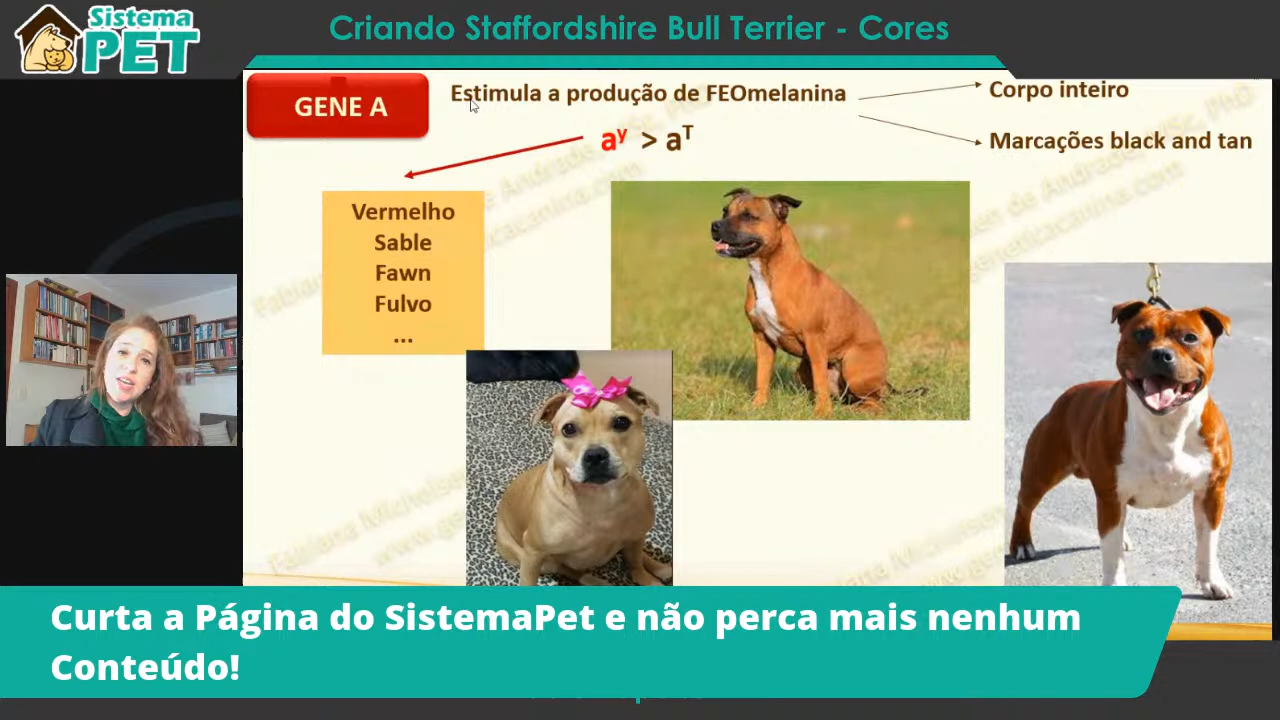 Sistema
PET
Criando Staffordshire Bull Terrier - Cores
GENE A
Estimula a produção de FEOmelanina
Corpo inteiro
Marcações black and tan
aʸ > aᵀ
Vermelho
Sable
Fawn
Fulvo
...
Curta a Página do SistemaPet e não perca mais nenhum
Conteúdo!